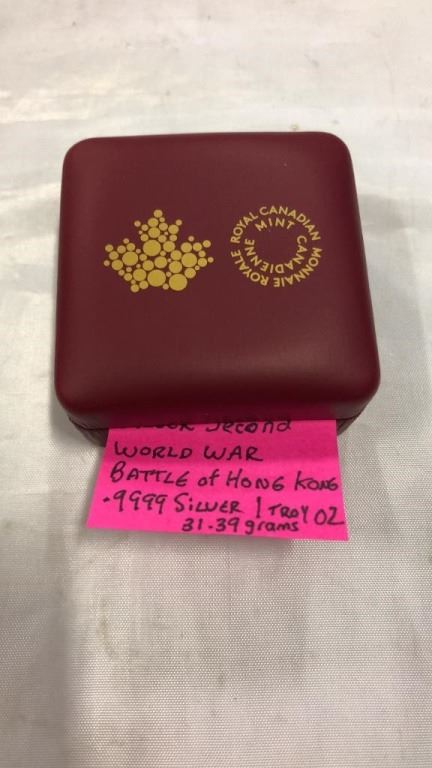 ROYAL CANADIAN MINT
MONNAIE ROYALE CANADIENNE
Second
WORLD WAR
BATTLE of HONG KONG
.9999 SILVER 1 TROY OZ
31.39 grams